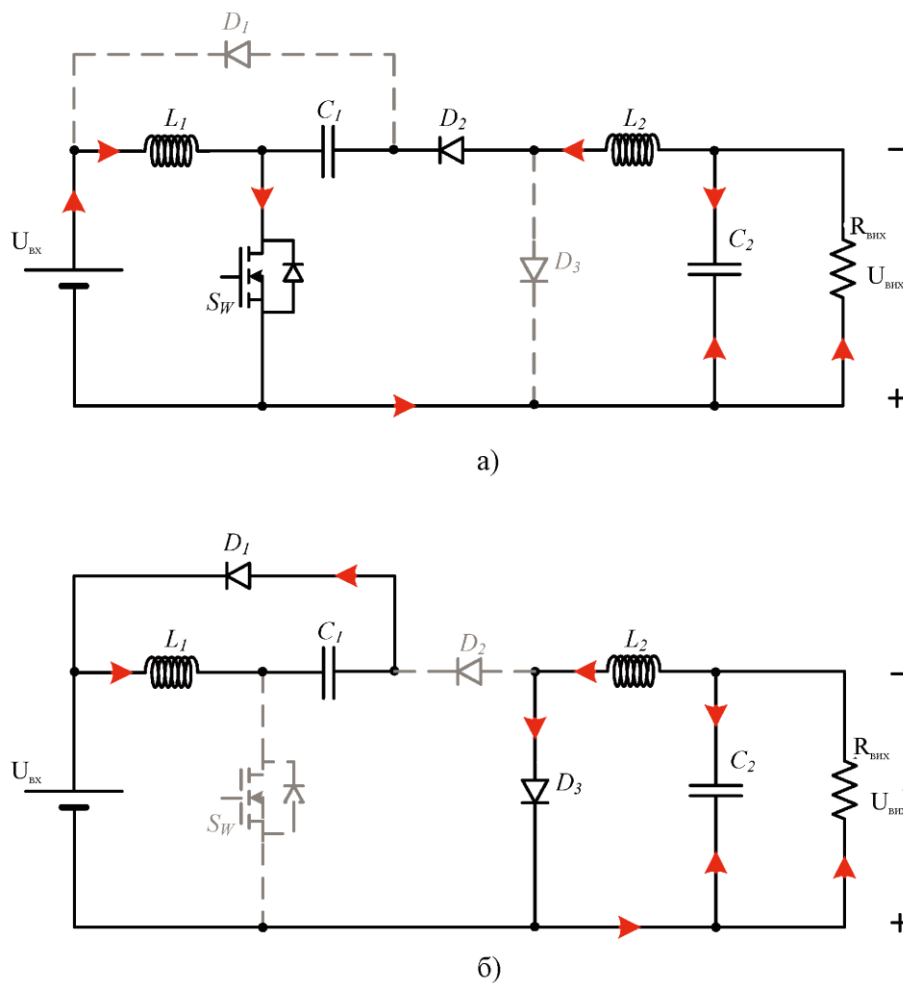 D₁
L₁
C₁
D₂
L₂
−
Uвх
SW
D₃
C₂
Rвих
Uвих
+
а)
D₁
L₁
C₁
D₂
L₂
−
Uвх
SW
D₃
C₂
Rвих
Uвих
+
б)